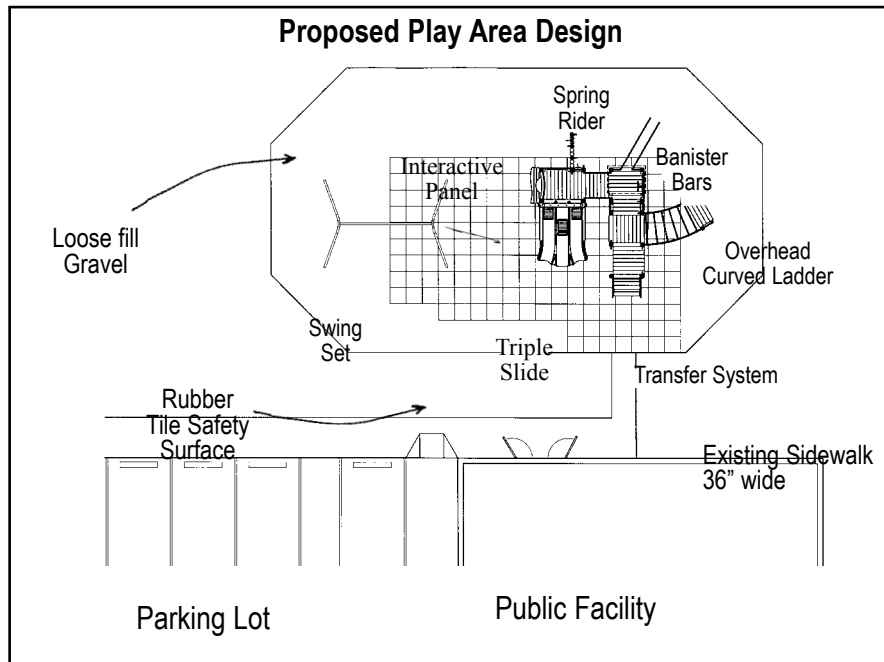 Proposed Play Area Design
Spring
Rider
Interactive
Panel
Banister
Bars
Loose fill
Gravel
Overhead
Curved Ladder
Swing
Set
Triple
Slide
Transfer System
Rubber
Tile Safety
Surface
Existing Sidewalk
36” wide
Parking Lot
Public Facility